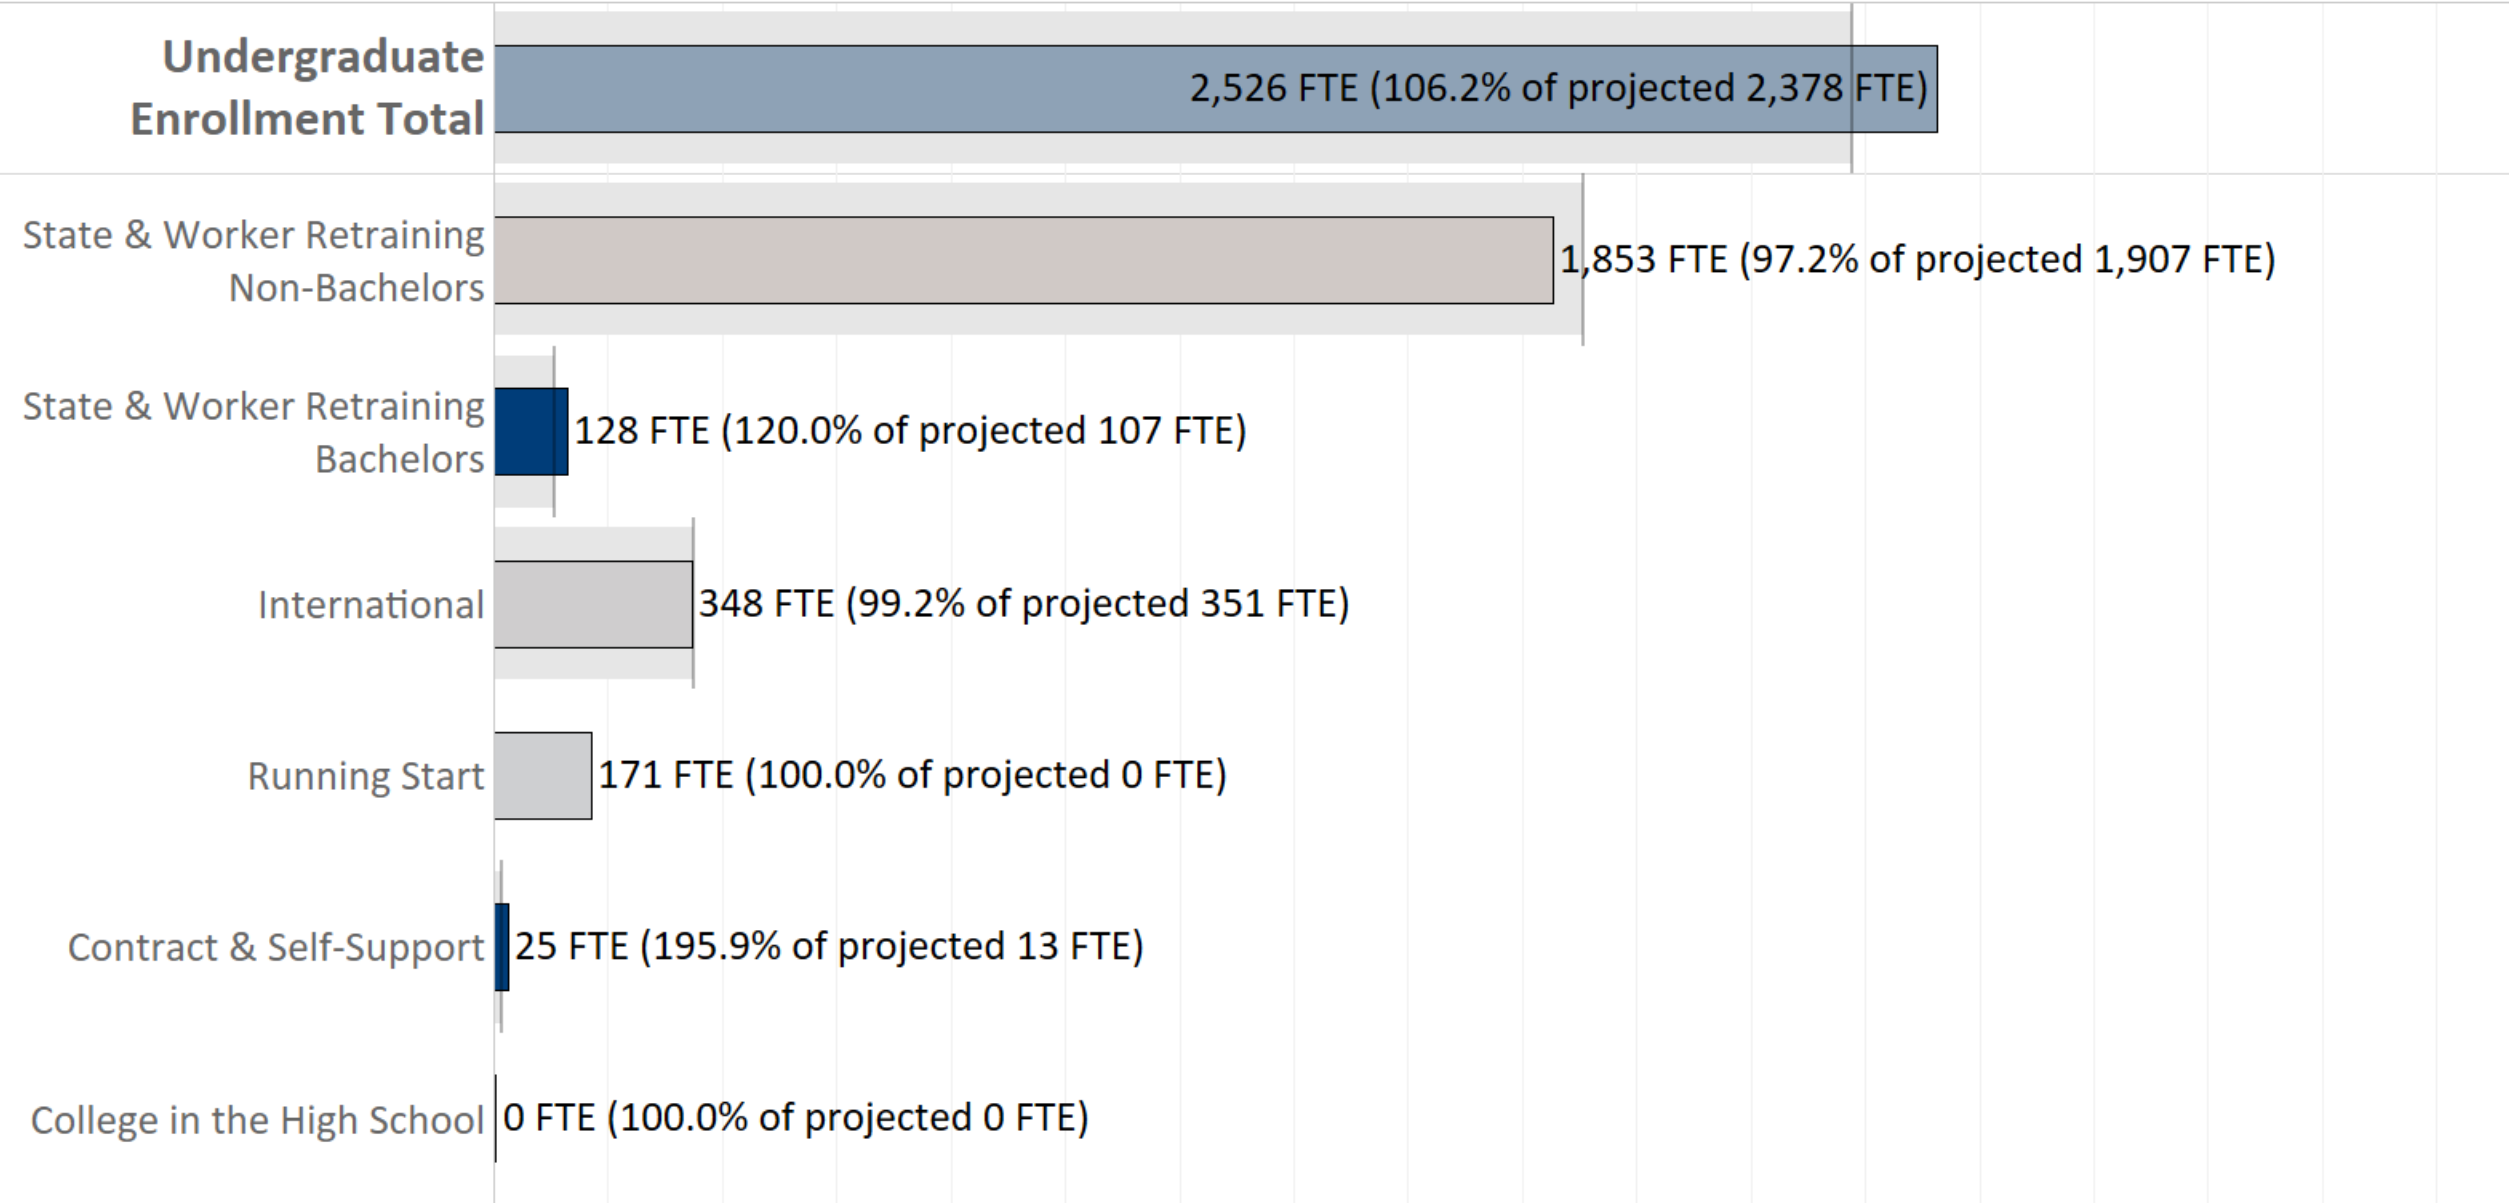 Undergraduate
Enrollment Total
2,526 FTE (106.2% of projected 2,378 FTE)
State & Worker Retraining
Non-Bachelors
1,853 FTE (97.2% of projected 1,907 FTE)
State & Worker Retraining
Bachelors
128 FTE (120.0% of projected 107 FTE)
International
348 FTE (99.2% of projected 351 FTE)
Running Start
171 FTE (100.0% of projected 0 FTE)
Contract & Self-Support
25 FTE (195.9% of projected 13 FTE)
College in the High School
0 FTE (100.0% of projected 0 FTE)